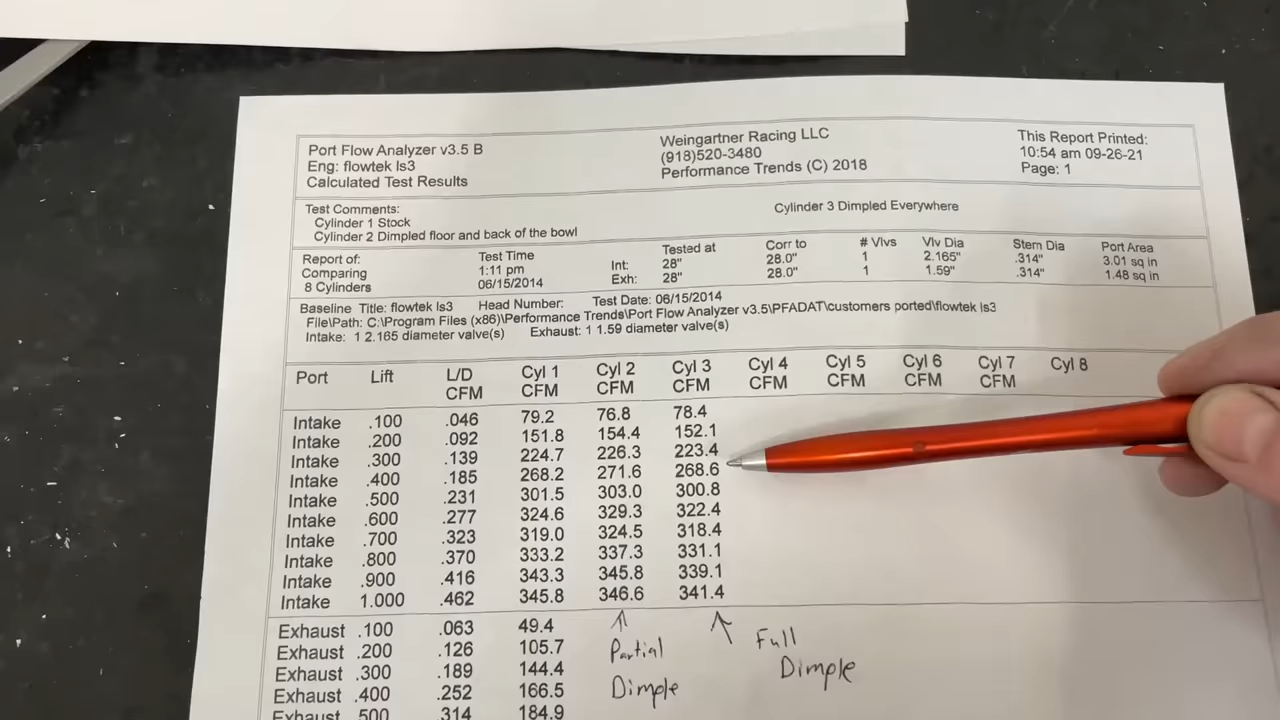 Port Flow Analyzer v3.5 B
Eng: flowtek ls3
Calculated Test Results
Weingartner Racing LLC
(918)520-3480
Performance Trends (C) 2018
This Report Printed:
10:54 am 09-26-21
Page: 1
Test Comments:
Cylinder 1 Stock
Cylinder 2 Dimpled floor and back of the bowl
Cylinder 3 Dimpled Everywhere
Report of: Test Time Tested at Corr to # Vlvs Vlv Dia Stem Dia Port Area
Comparing 1:11 pm Int: 28" 28.0" 1 2.165" .314" 3.01 sq in
8 Cylinders 06/15/2014 Exh: 28" 28.0" 1 1.59" .314" 1.48 sq in
Baseline Title: flowtek ls3 Head Number: Test Date: 06/15/2014
File\Path: C:\Program Files (x86)\Performance Trends\Port Flow Analyzer v3.5\PFADAT\customers ported\flowtek ls3
Intake: 1 2.165 diameter valve(s) Exhaust: 1 1.59 diameter valve(s)
Port Lift L/D Cyl 1 Cyl 2 Cyl 3 Cyl 4 Cyl 5 Cyl 6 Cyl 7 Cyl 8
CFM CFM CFM CFM CFM CFM CFM CFM
Intake .100 .046 79.2 76.8 78.4
Intake .200 .092 151.8 154.4 152.1
Intake .300 .139 224.7 226.3 223.4
Intake .400 .185 268.2 271.6 268.6
Intake .500 .231 301.5 303.0 300.8
Intake .600 .277 324.6 329.3 322.4
Intake .700 .323 319.0 324.5 318.4
Intake .800 .370 333.2 337.3 331.1
Intake .900 .416 343.3 345.8 339.1
Intake 1.000 .462 345.8 346.6 341.4
Exhaust .100 .063 49.4
Exhaust .200 .126 105.7
Exhaust .300 .189 144.4
Exhaust .400 .252 166.5
Exhaust .500 .314 184.9
Partial
Dimple
Full
Dimple